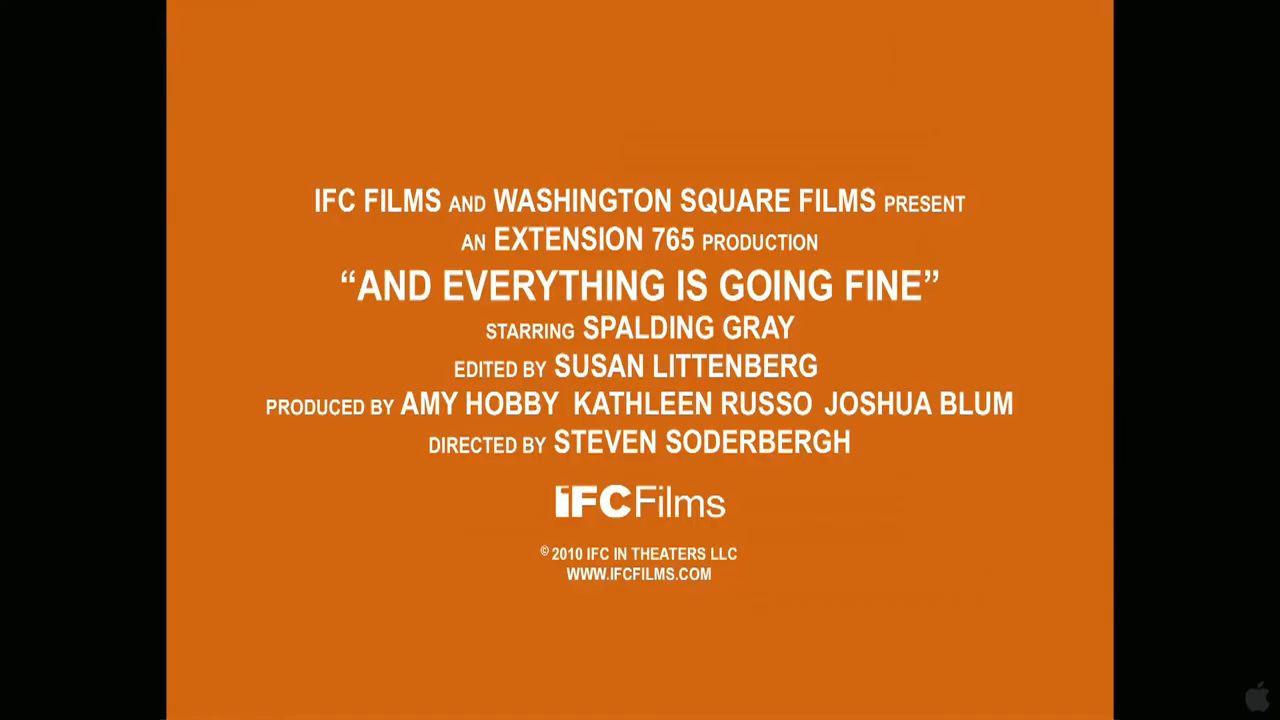 IFC FILMS AND WASHINGTON SQUARE FILMS PRESENT
AN EXTENSION 765 PRODUCTION
“AND EVERYTHING IS GOING FINE”
STARRING SPALDING GRAY
EDITED BY SUSAN LITTENBERG
PRODUCED BY AMY HOBBY KATHLEEN RUSSO JOSHUA BLUM
DIRECTED BY STEVEN SODERBERGH
IFC Films
© 2010 IFC IN THEATERS LLC
WWW.IFCFILMS.COM